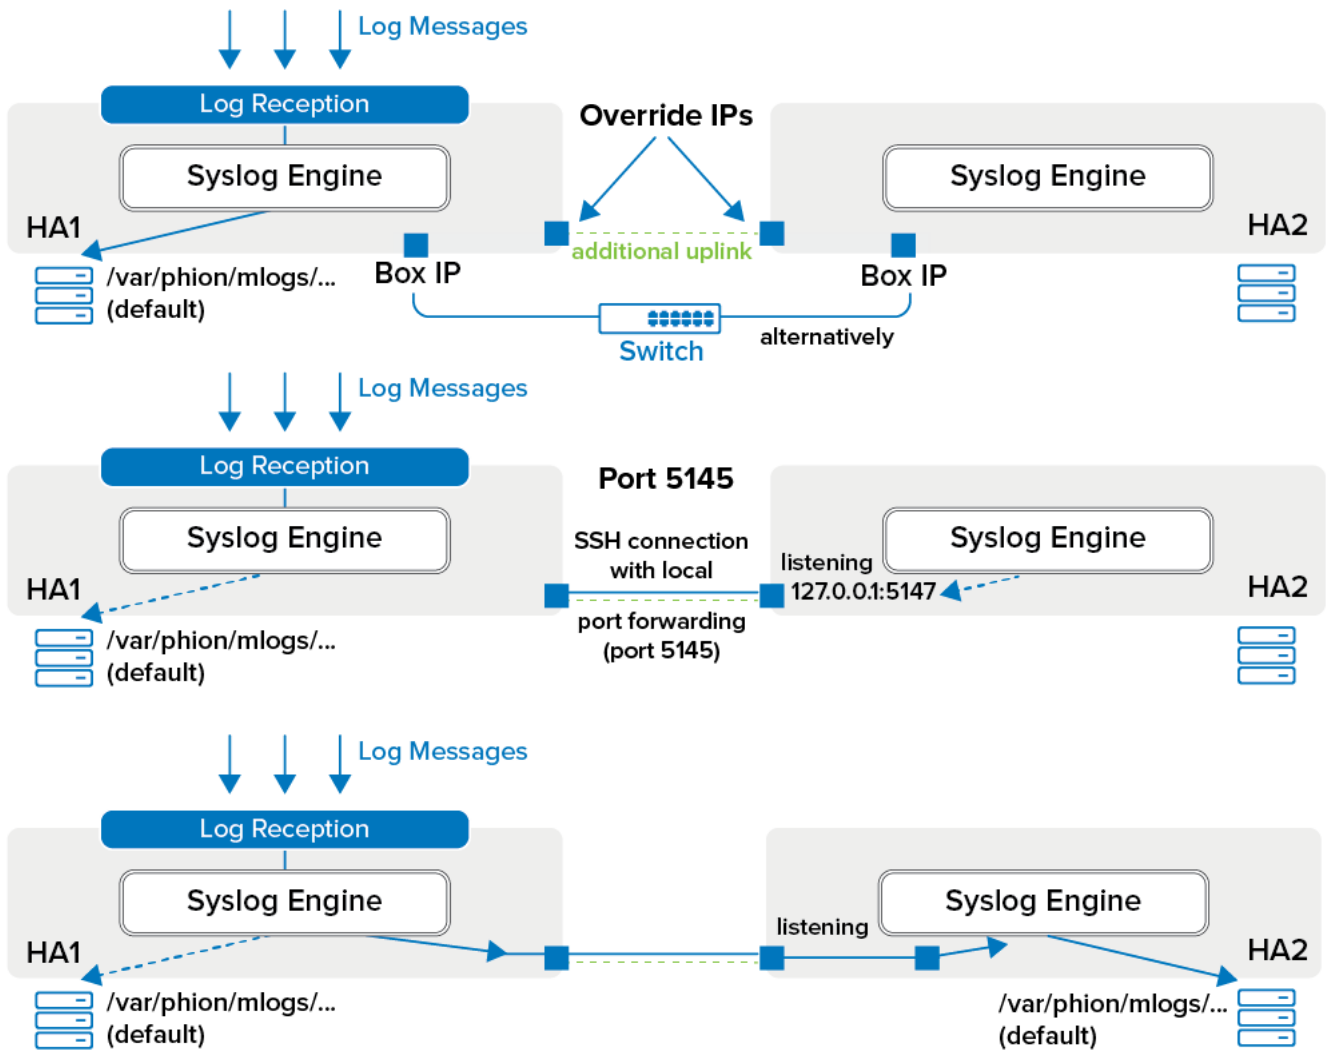 Log Messages
Log Reception
Override IPs
Syslog Engine
Syslog Engine
HA1
HA2
additional uplink
/var/phion/mlogs/...
(default)
Box IP
Box IP
alternatively
Switch
Log Messages
Log Reception
Port 5145
Syslog Engine
Syslog Engine
SSH connection
with local
listening
127.0.0.1:5147
HA1
HA2
port forwarding
(port 5145)
/var/phion/mlogs/...
(default)
Log Messages
Log Reception
Syslog Engine
Syslog Engine
listening
HA1
HA2
/var/phion/mlogs/...
(default)
/var/phion/mlogs/...
(default)